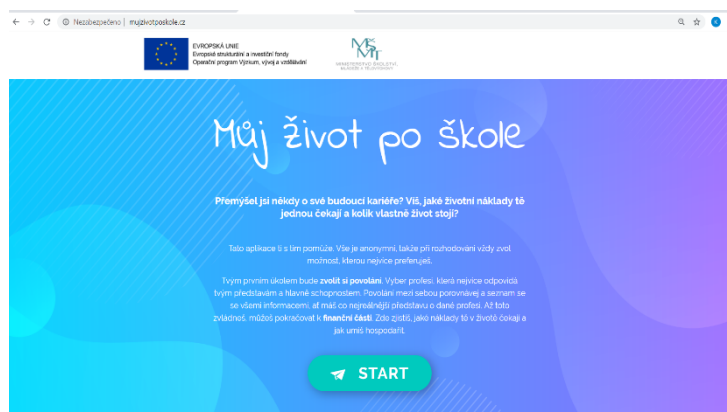 Nezabezpečeno | mujzivotposkole.cz
EVROPSKÁ UNIE
Evropské strukturální a investiční fondy
Operační program Výzkum, vývoj a vzdělávání
MINISTERSTVO ŠKOLSTVÍ,
MLÁDEŽE A TĚLOVÝCHOVY
Můj život po škole
Přemýšlel jsi někdy o své budoucí kariéře? Víš, jaké životní náklady tě
jednou čekají a kolik vlastně život stojí?
Tato aplikace ti s tím pomůže. Vše je anonymní, takže při rozhodování vždy zvol
možnost, kterou nejvíce preferuješ.
Tvým prvním úkolem bude zvolit si povolání. Vyber profesi, která nejvíce odpovídá
tvým představám a hlavně schopnostem. Povolání mezi sebou porovnávej a seznam se
se všemi informacemi, ať máš co nejreálnější představu o dané profesi. Až toto
zvládneš, můžeš pokračovat k finanční části. Zde zjistíš, jaké náklady tě v životě čekají a
jak umíš hospodařit.
START